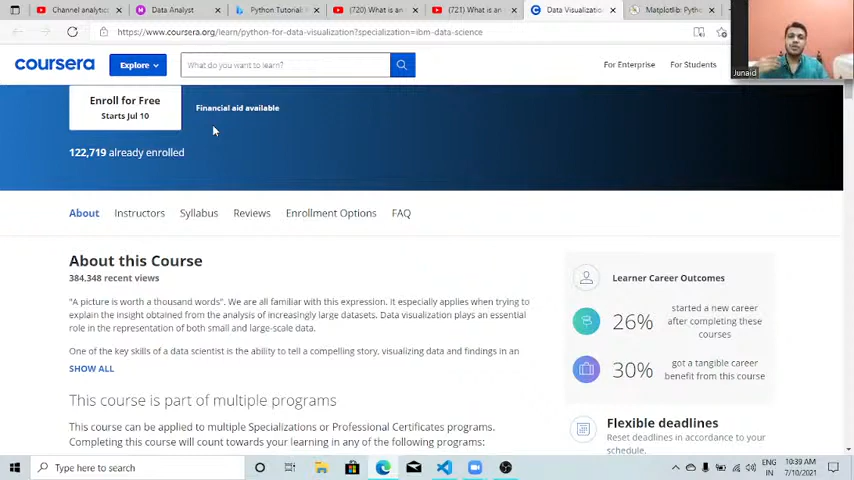 Channel analytics
Data Analyst
Python Tutorial:
(720) What is an
(721) What is an
Data Visualizatio
Matplotlib: Pytho
https://www.coursera.org/learn/python-for-data-visualization?specialization=ibm-data-science
coursera
Explore
What do you want to learn?
For Enterprise
For Students
Junaid
Enroll for Free
Starts Jul 10
Financial aid available
122,719 already enrolled
About
Instructors
Syllabus
Reviews
Enrollment Options
FAQ
About this Course
384,348 recent views
"A picture is worth a thousand words". We are all familiar with this expression. It especially applies when trying to
explain the insight obtained from the analysis of increasingly large datasets. Data visualization plays an essential
role in the representation of both small and large-scale data.
One of the key skills of a data scientist is the ability to tell a compelling story, visualizing data and findings in an
SHOW ALL
This course is part of multiple programs
This course can be applied to multiple Specializations or Professional Certificates programs.
Completing this course will count towards your learning in any of the following programs:
Learner Career Outcomes
26%
started a new career
after completing these
courses
30%
got a tangible career
benefit from this course
Flexible deadlines
Reset deadlines in accordance to your
schedule.
Type here to search
ENG
IN
10:39 AM
7/10/2021